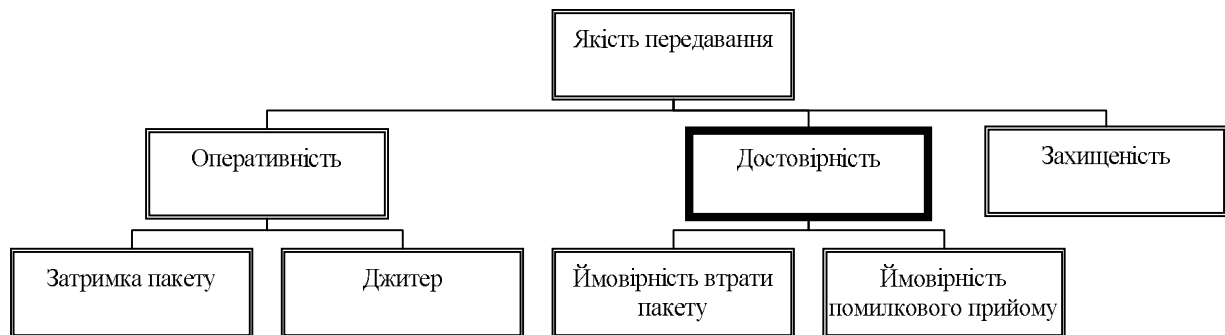 Якість передавання
Оперативність
Достовірність
Захищеність
Затримка пакету
Джитер
Ймовірність втрати
пакету
Ймовірність
помилкового прийому